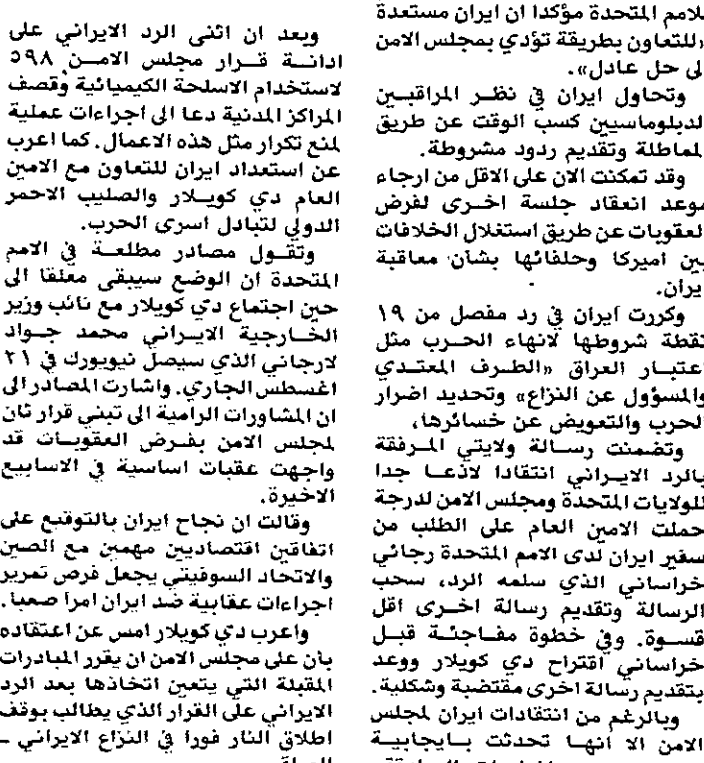 للامم المتحدة مؤكدا ان ايران مستعدة
«للتعاون بطريقة تؤدي بمجلس الامن
الى حل عادل».
وتحاول ايران في نظر المراقبين
الدبلوماسيين كسب الوقت عن طريق
المماطلة وتقديم ردود مشروطة.
وقد تمكنت الان على الاقل من ارجاء
موعد انعقاد جلسة اخرى لفرض
العقوبات عن طريق استغلال الخلافات
بين اميركا وحلفائها بشان معاقبة
ايران.
وكررت ايران في رد مفصل من ١٩
نقطة شروطها لانهاء الحرب مثل
اعتبار العراق «الطرف المعتدي
والمسؤول عن النزاع» وتحديد اضرار
الحرب والتعويض عن خسائرها،
وتضمنت رسالة ولايتي المرفقة
بالرد الايراني انتقادا لاذعا جدا
للولايات المتحدة ومجلس الامن لدرجة
حملت الامين العام على الطلب من
سفير ايران لدى الامم المتحدة رجائي
خراساني الذي سلمه الرد، سحب
الرسالة وتقديم رسالة اخرى اقل
قسوة. وفي خطوة مفاجئة قبل
خراساني اقتراح دي كويلار ووعد
بتقديم رسالة اخرى مقتضبة وشكلية.
وبالرغم من انتقادات ايران لمجلس
الامن الا انها تحدثت بايجابية
وبعد ان اثنى الرد الايراني على
ادانة قرار مجلس الامن ٥٩٨
لاستخدام الاسلحة الكيميائية وقصف
المراكز المدنية دعا الى اجراءات عملية
لمنع تكرار مثل هذه الاعمال. كما اعرب
عن استعداد ايران للتعاون مع الامين
العام دي كويلار والصليب الاحمر
الدولي لتبادل اسرى الحرب.
وتقول مصادر مطلعة في الامم
المتحدة ان الوضع سيبقى معلقا الى
حين اجتماع دي كويلار مع نائب وزير
الخارجية الايراني محمد جواد
لارجاني الذي سيصل نيويورك في ٢١
اغسطس الجاري. واشارت المصادر الى
ان المشاورات الرامية الى تبني قرار ثان
لمجلس الامن بفرض العقوبات قد
واجهت عقبات اساسية في الاسابيع
الاخيرة.
وقالت ان نجاح ايران بالتوقيع على
اتفاقين اقتصاديين مهمين مع الصين
والاتحاد السوفيتي يجعل فرص تمرير
اجراءات عقابية ضد ايران امرا صعبا.
واعرب دي كويلار امس عن اعتقاده
بان على مجلس الامن ان يقرر المبادرات
المقبلة التي يتعين اتخاذها بعد الرد
الايراني على القرار الذي يطالب بوقف
اطلاق النار فورا في النزاع الايراني ـ